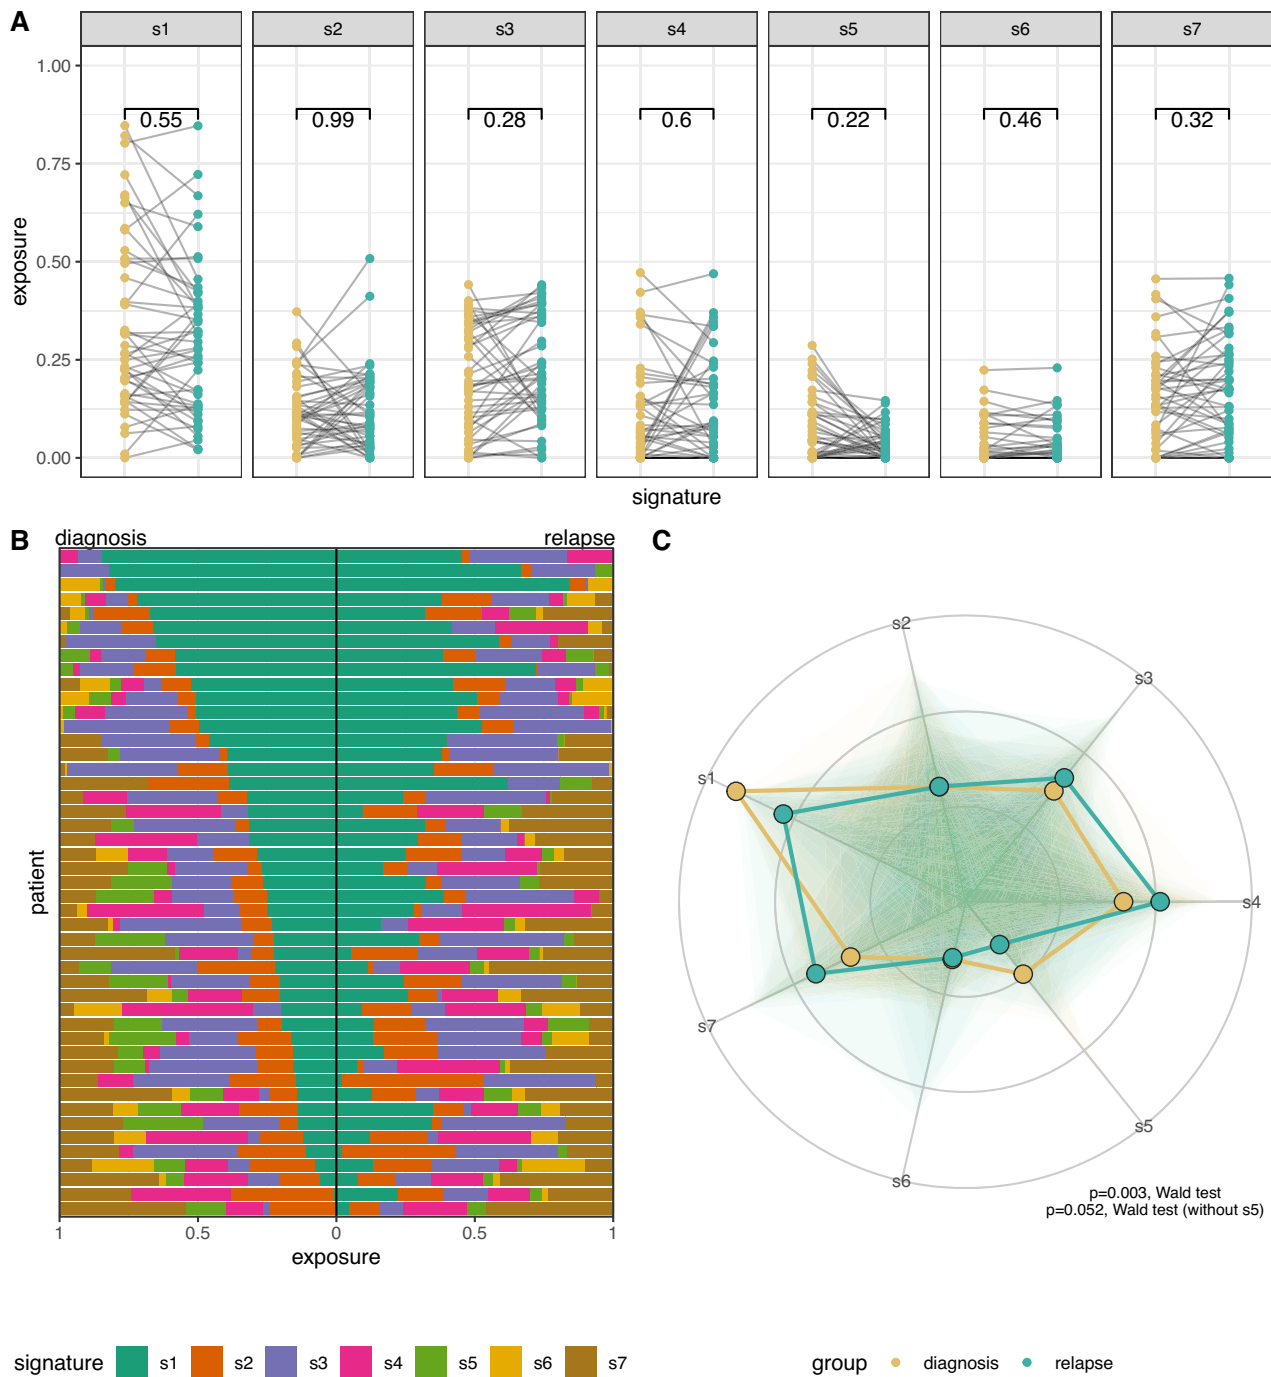 A
s1 s2 s3 s4 s5 s6 s7
1.00
0.75
0.50
0.25
0.00
exposure
0.55 0.99 0.28 0.6 0.22 0.46 0.32
signature
B
diagnosis relapse
patient
1 0.5 0 0.5 1
exposure
C
s2
s3
s1
s4
s7
s5
s6
p=0.003, Wald test
p=0.052, Wald test (without s5)
signature s1 s2 s3 s4 s5 s6 s7
group diagnosis relapse